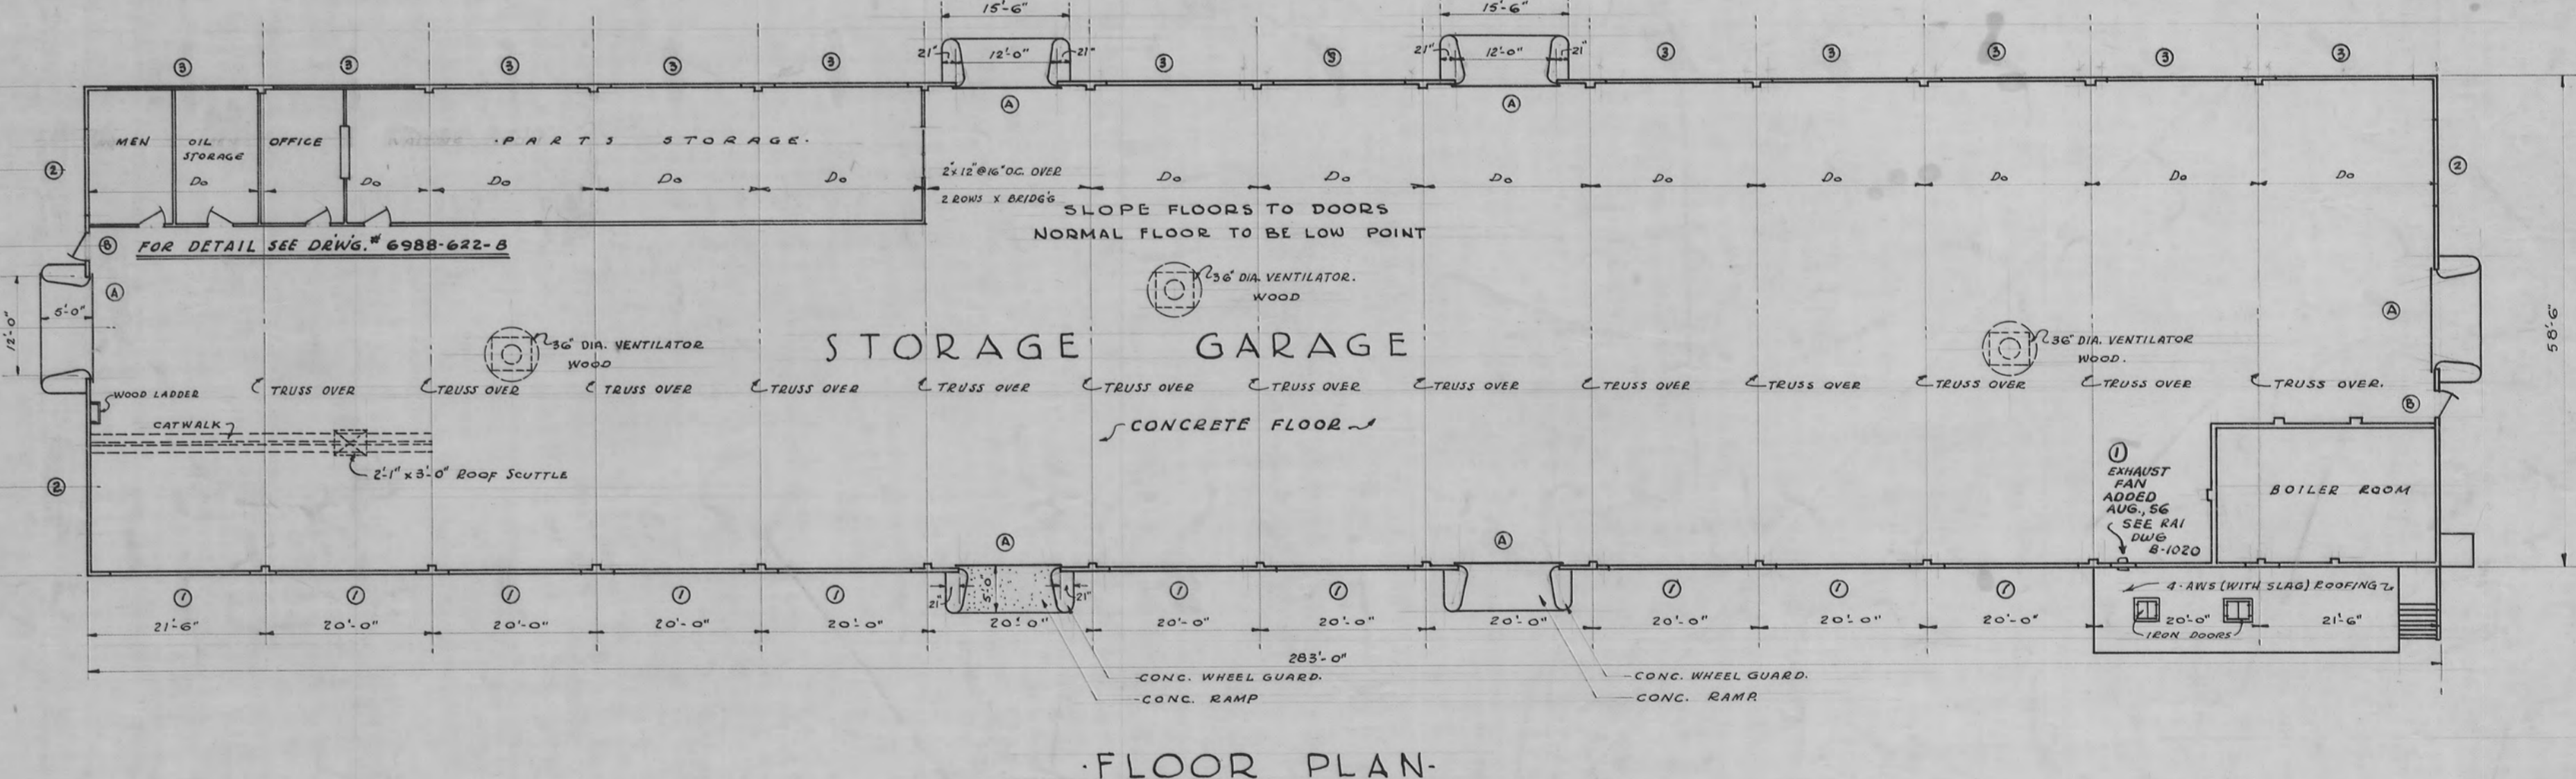 15'-6"
15'-6"
21"
12'-0"
21"
21"
12'-0"
21"
3
3
3
3
3
3
3
3
3
3
3
3
A
A
MEN
OIL
STORAGE
OFFICE
·PARTS STORAGE·
2
2
2"x12"@16"O.C. OVER
2 ROWS X BRIDG'G
Do
Do
Do
Do
Do
Do
Do
Do
Do
Do
Do
Do
Do
SLOPE FLOORS TO DOORS
NORMAL FLOOR TO BE LOW POINT
B
FOR DETAIL SEE DRWG.# 6988-622-B
A
5'-0"
12'-0"
36" DIA. VENTILATOR.
WOOD
36" DIA. VENTILATOR
WOOD
36" DIA. VENTILATOR
WOOD.
A
58'-6"
STORAGE GARAGE
WOOD LADDER
℄ TRUSS OVER
℄ TRUSS OVER
℄ TRUSS OVER
℄ TRUSS OVER
℄ TRUSS OVER
℄ TRUSS OVER
℄ TRUSS OVER
℄ TRUSS OVER
℄ TRUSS OVER
℄ TRUSS OVER
℄ TRUSS OVER
℄ TRUSS OVER
℄ TRUSS OVER.
B
CATWALK
CONCRETE FLOOR
2'-1" x 3'-0" ROOF SCUTTLE
2
1
EXHAUST
FAN
ADDED
AUG., 56
SEE RAI
DWG
B-1020
BOILER ROOM
A
A
1
1
1
1
1
21"
5'-0"
21"
1
1
1
1
1
4-AWS (WITH SLAG) ROOFING
IRON DOORS
21'-6"
20'-0"
20'-0"
20'-0"
20'-0"
20'-0"
20'-0"
20'-0"
20'-0"
20'-0"
20'-0"
20'-0"
20'-0"
21'-6"
283'-0"
CONC. WHEEL GUARD.
CONC. RAMP
CONC. WHEEL GUARD.
CONC. RAMP.
·FLOOR PLAN·